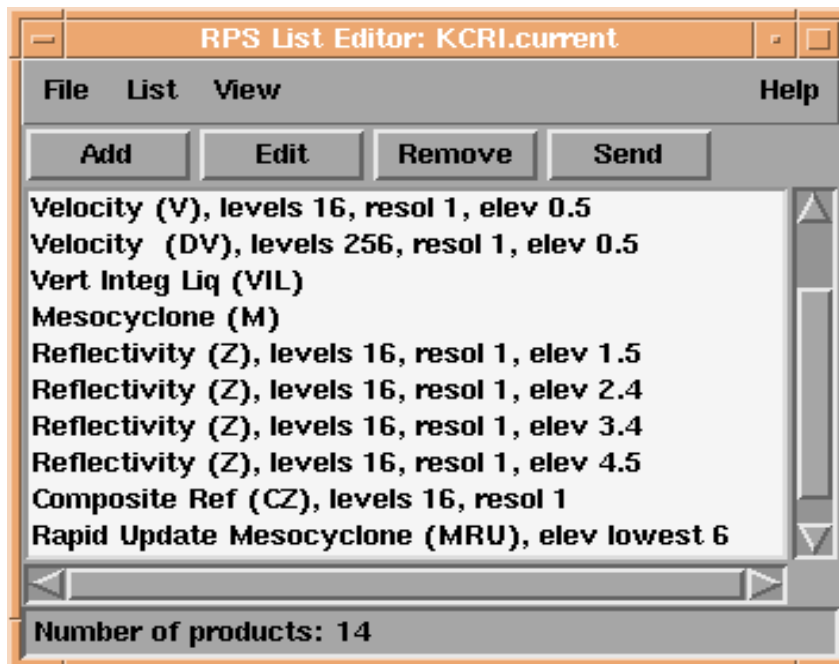 RPS List Editor: KCRI.current
File List View Help
Add Edit Remove Send
Velocity (V), levels 16, resol 1, elev 0.5
Velocity  (DV), levels 256, resol 1, elev 0.5
Vert Integ Liq (VIL)
Mesocyclone (M)
Reflectivity (Z), levels 16, resol 1, elev 1.5
Reflectivity (Z), levels 16, resol 1, elev 2.4
Reflectivity (Z), levels 16, resol 1, elev 3.4
Reflectivity (Z), levels 16, resol 1, elev 4.5
Composite Ref (CZ), levels 16, resol 1
Rapid Update Mesocyclone (MRU), elev lowest 6
Number of products: 14